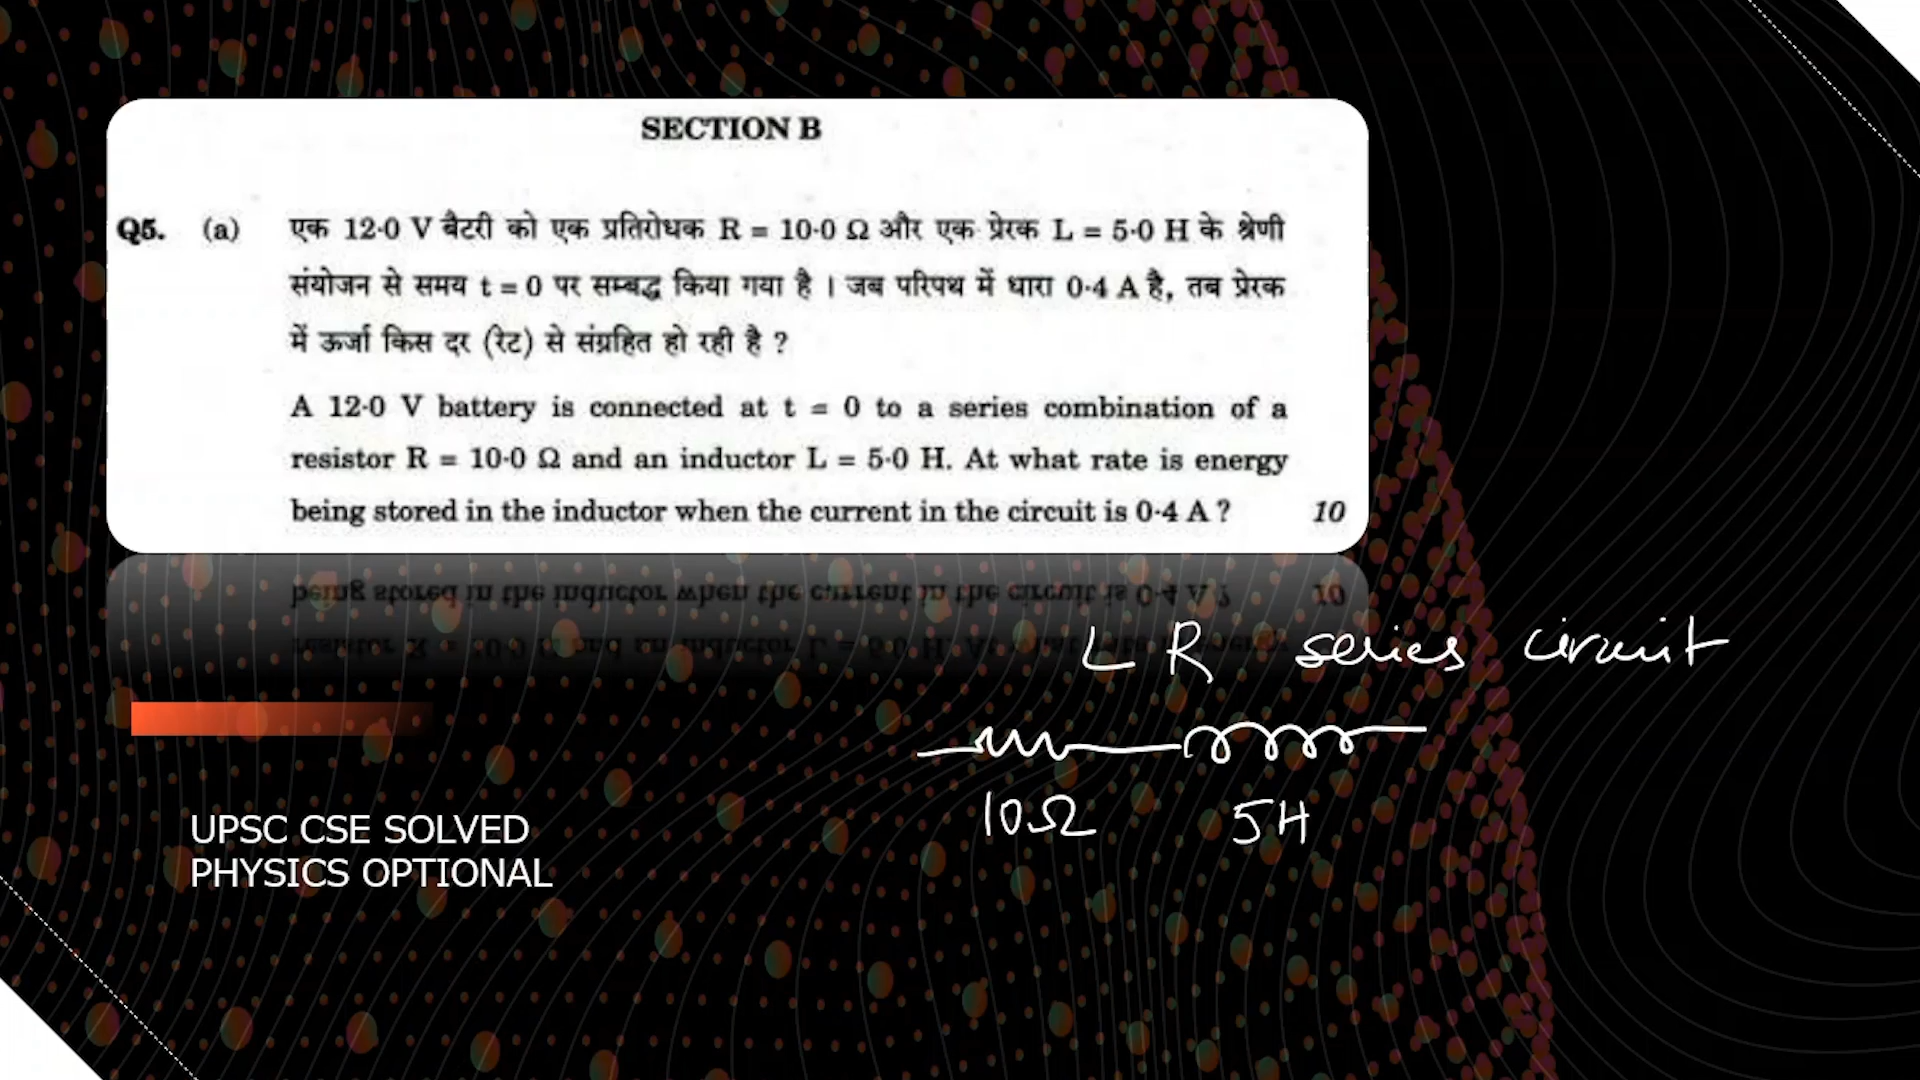 SECTION B
Q5. (a) एक 12·0 V बैटरी को एक प्रतिरोधक R = 10·0 Ω और एक प्रेरक L = 5·0 H के श्रेणी
संयोजन से समय t = 0 पर सम्बद्ध किया गया है । जब परिपथ में धारा 0·4 A है, तब प्रेरक
में ऊर्जा किस दर (रेट) से संग्रहित हो रही है ?
A 12·0 V battery is connected at t = 0 to a series combination of a
resistor R = 10·0 Ω and an inductor L = 5·0 H. At what rate is energy
being stored in the inductor when the current in the circuit is 0·4 A ? 10
L R series circuit
10Ω 5H
UPSC CSE SOLVED
PHYSICS OPTIONAL